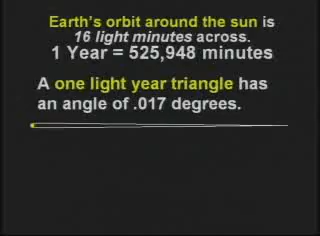 Earth's orbit around the sun is
16 light minutes across.
1 Year = 525,948 minutes
A one light year triangle has
an angle of .017 degrees.